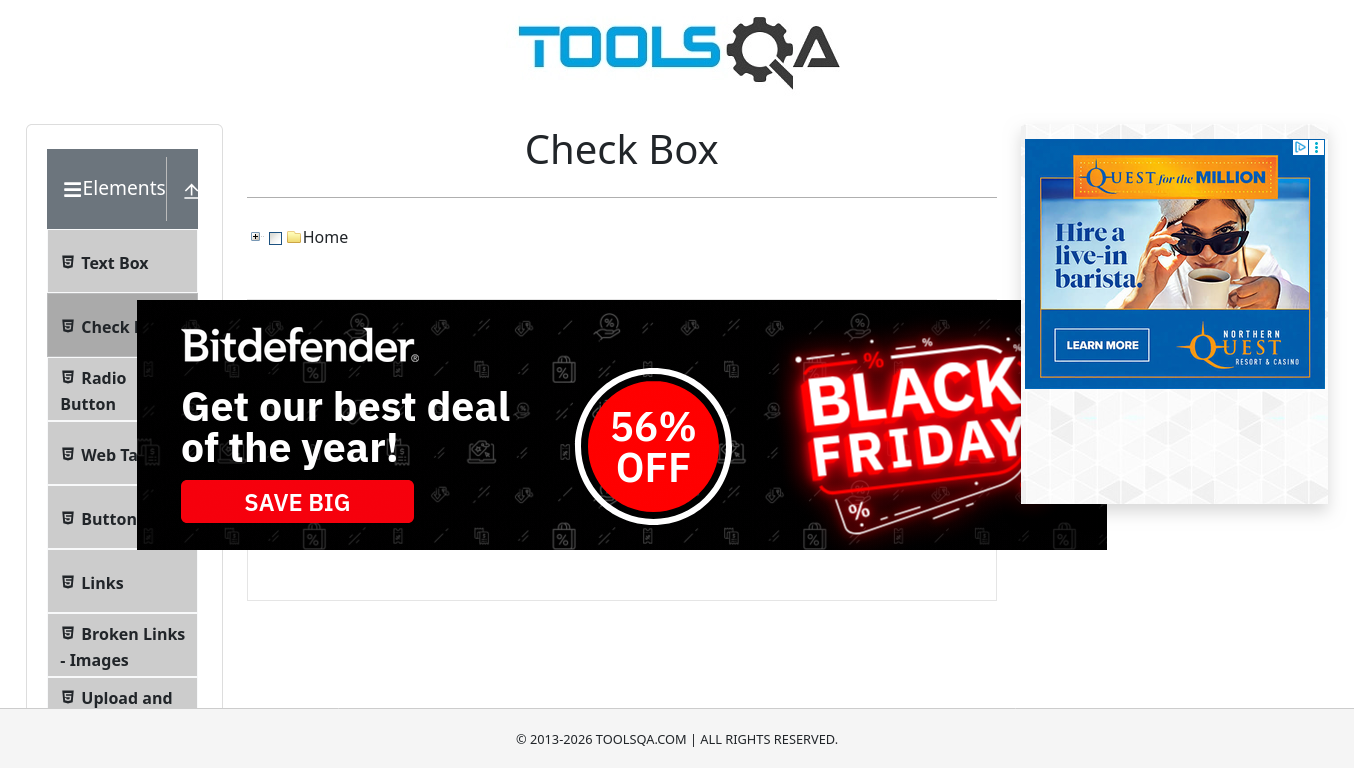 TOOLSQA
Check Box
Elements
Text Box
Check
Radio
Button
Web Ta
Button
Links
Broken Links
- Images
Upload and
Home
Bitdefender®
Get our best deal
of the year!
SAVE BIG
56%
OFF
%
%
BLACK
FRIDAY
%
QUEST for the MILLION
Hire a
live-in
barista.
LEARN MORE
NORTHERN
QUEST
RESORT & CASINO
© 2013-2026 TOOLSQA.COM | ALL RIGHTS RESERVED.